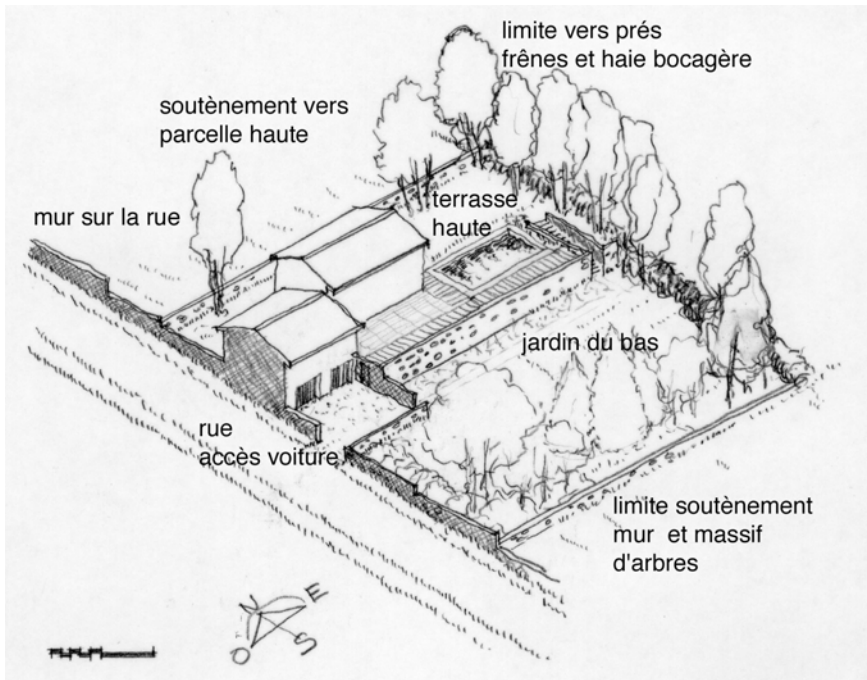 limite vers prés
frênes et haie bocagère
soutènement vers
parcelle haute
mur sur la rue
terrasse
haute
jardin du bas
rue
accès voiture
limite soutènement
mur et massif
d'arbres
N
E
S
O